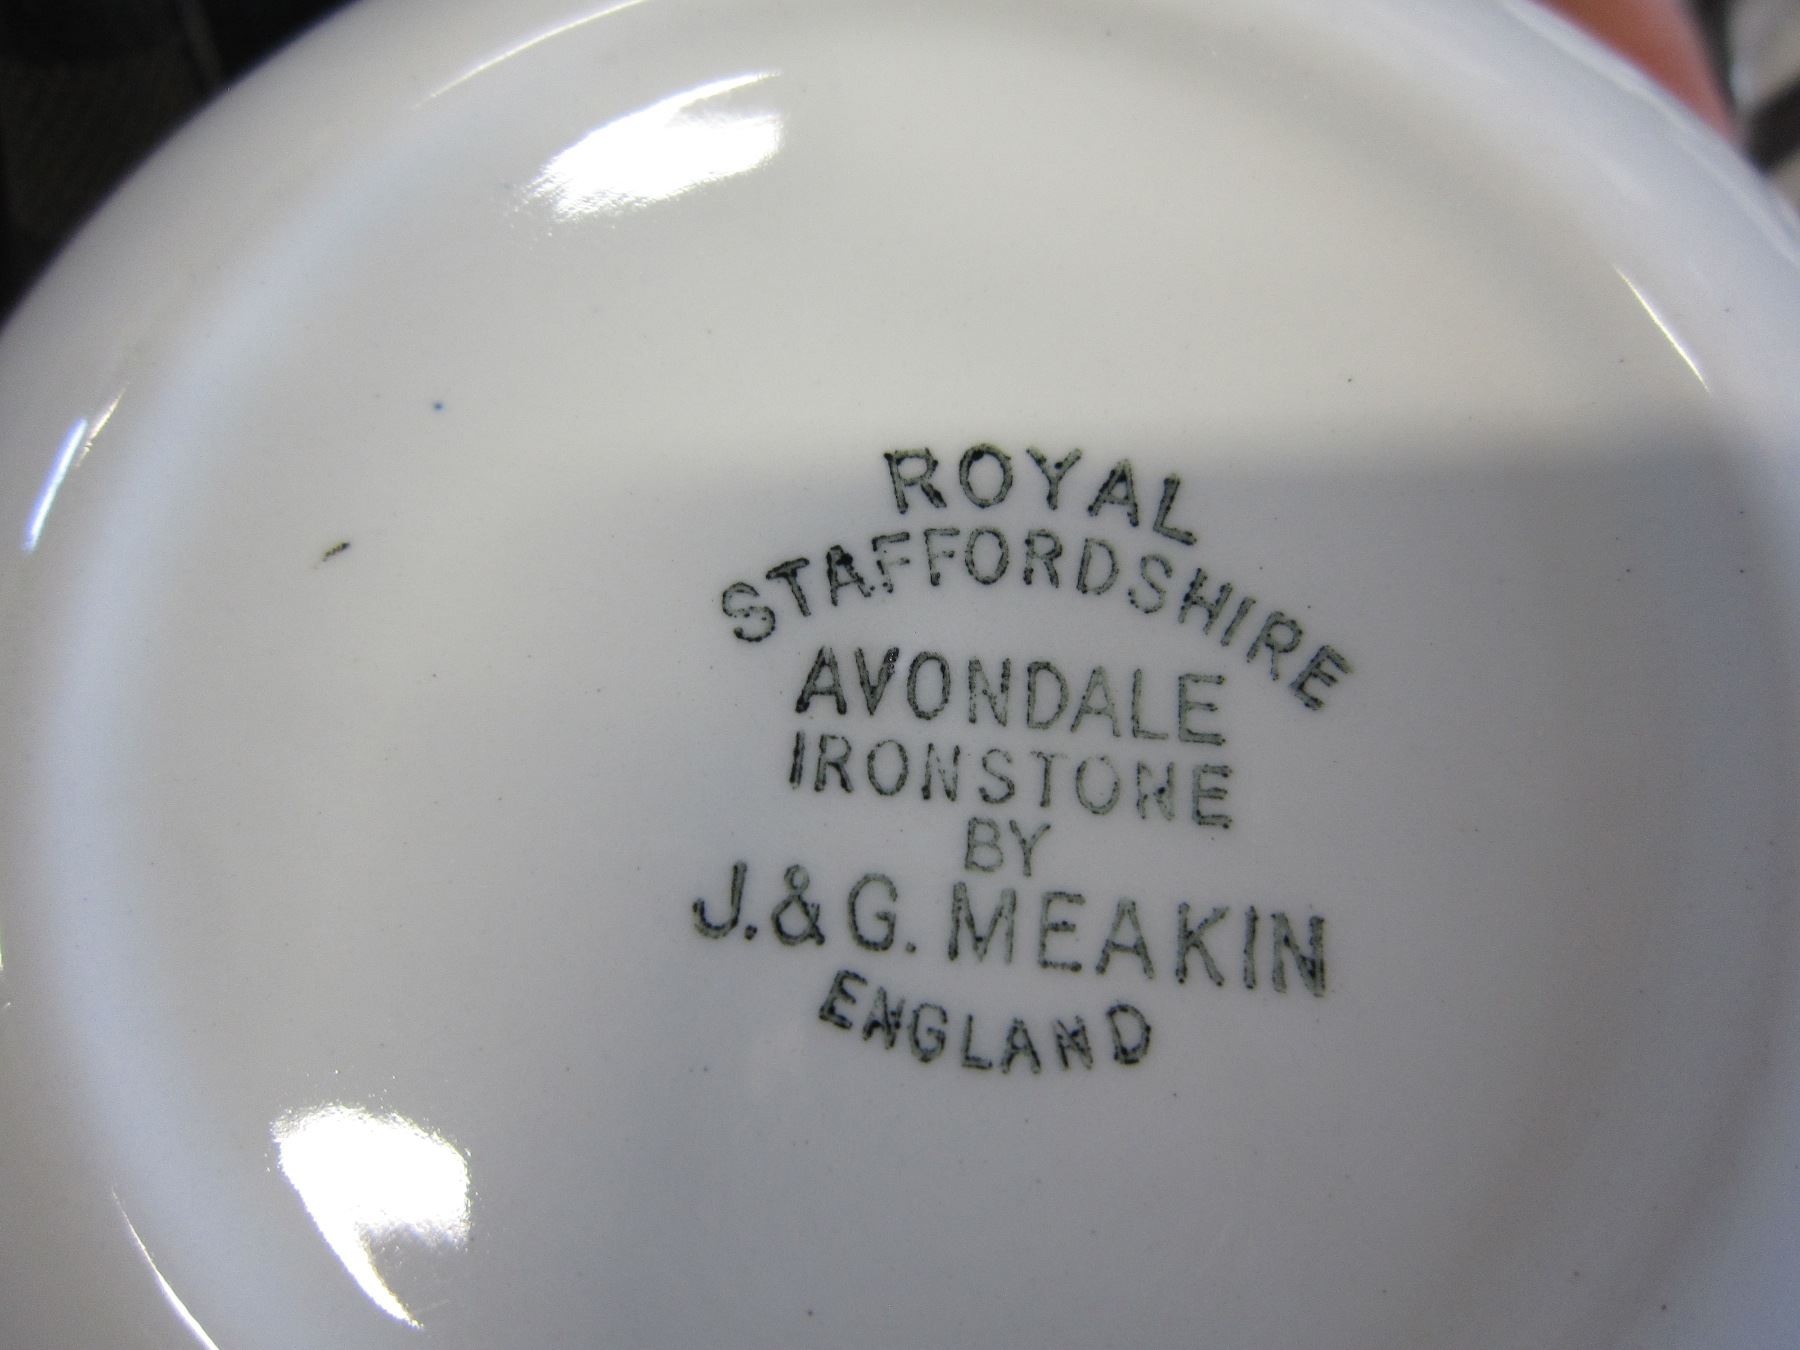 ROYAL
STAFFORDSHIRE
AVONDALE
IRONSTONE
BY
J.&G. MEAKIN
ENGLAND